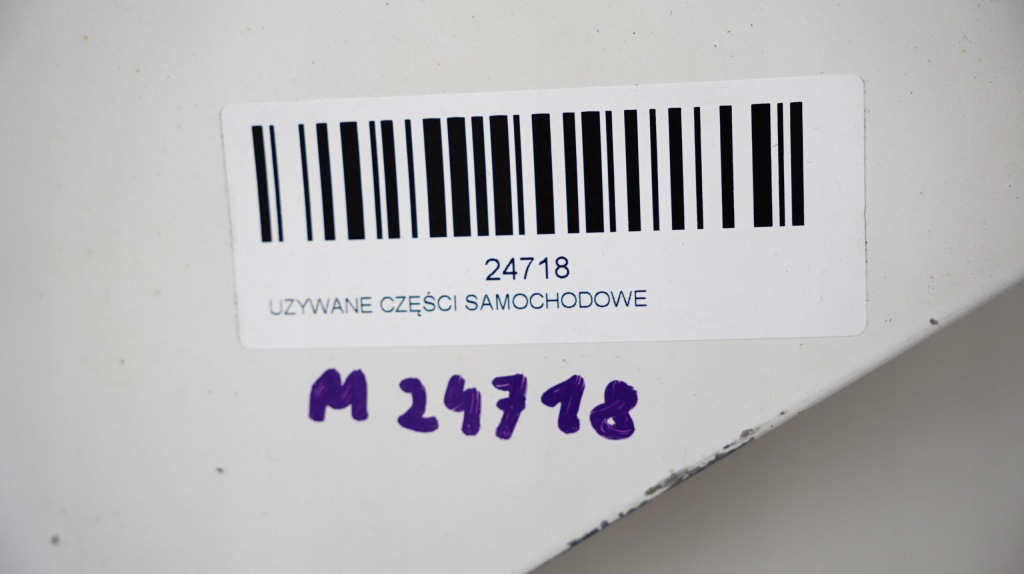 24718
UZYWANE CZĘŚCI SAMOCHODOWE
M 24718